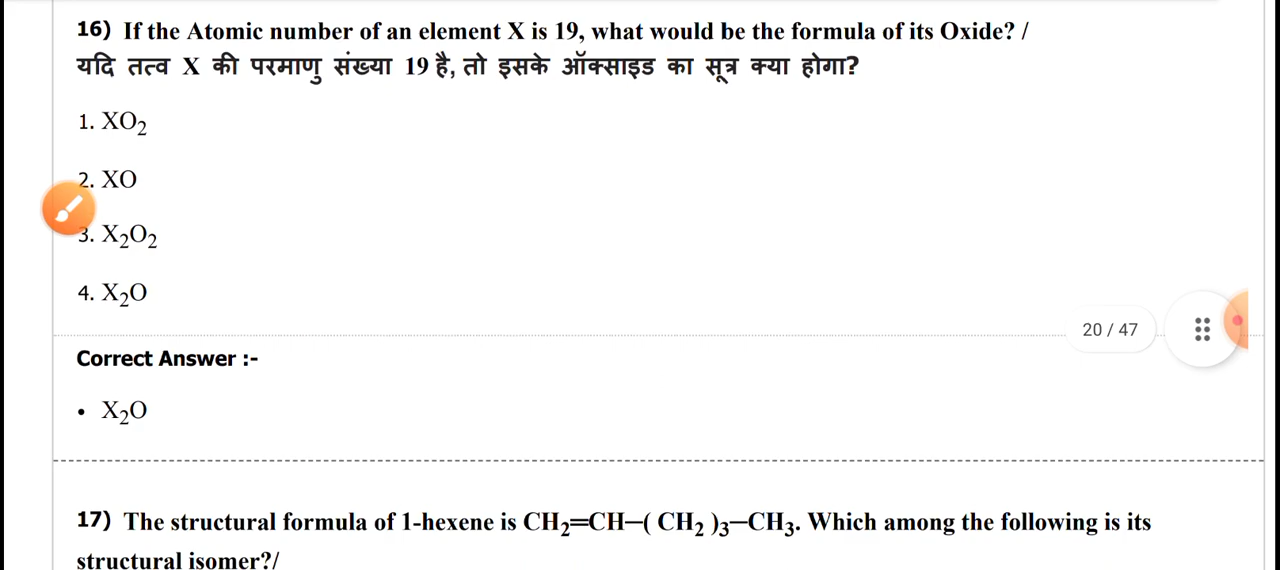 16) If the Atomic number of an element X is 19, what would be the formula of its Oxide? /
यदि तत्व X की परमाणु संख्या 19 है, तो इसके ऑक्साइड का सूत्र क्या होगा?
1. XO₂
2. XO
3. X₂O₂
4. X₂O
20 / 47
Correct Answer :-
• X₂O
17) The structural formula of 1-hexene is CH₂=CH–( CH₂ )₃–CH₃. Which among the following is its
structural isomer?/